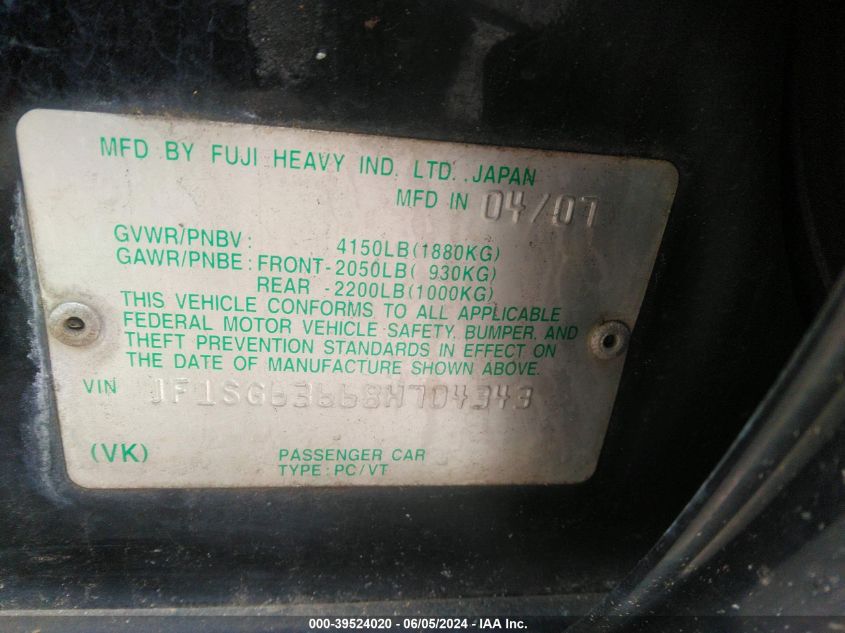 MFD BY FUJI HEAVY IND. LTD., JAPAN
MFD IN 04/07
GVWR/PNBV: 4150LB(1880KG)
GAWR/PNBE: FRONT-2050LB( 930KG)
REAR -2200LB(1000KG)
THIS VEHICLE CONFORMS TO ALL APPLICABLE
FEDERAL MOTOR VEHICLE SAFETY, BUMPER, AND
THEFT PREVENTION STANDARDS IN EFFECT ON
THE DATE OF MANUFACTURE SHOWN ABOVE.
VIN JF1SG63668H704343
(VK) PASSENGER CAR
TYPE: PC/VT
000-39524020 - 06/05/2024 - IAA Inc.